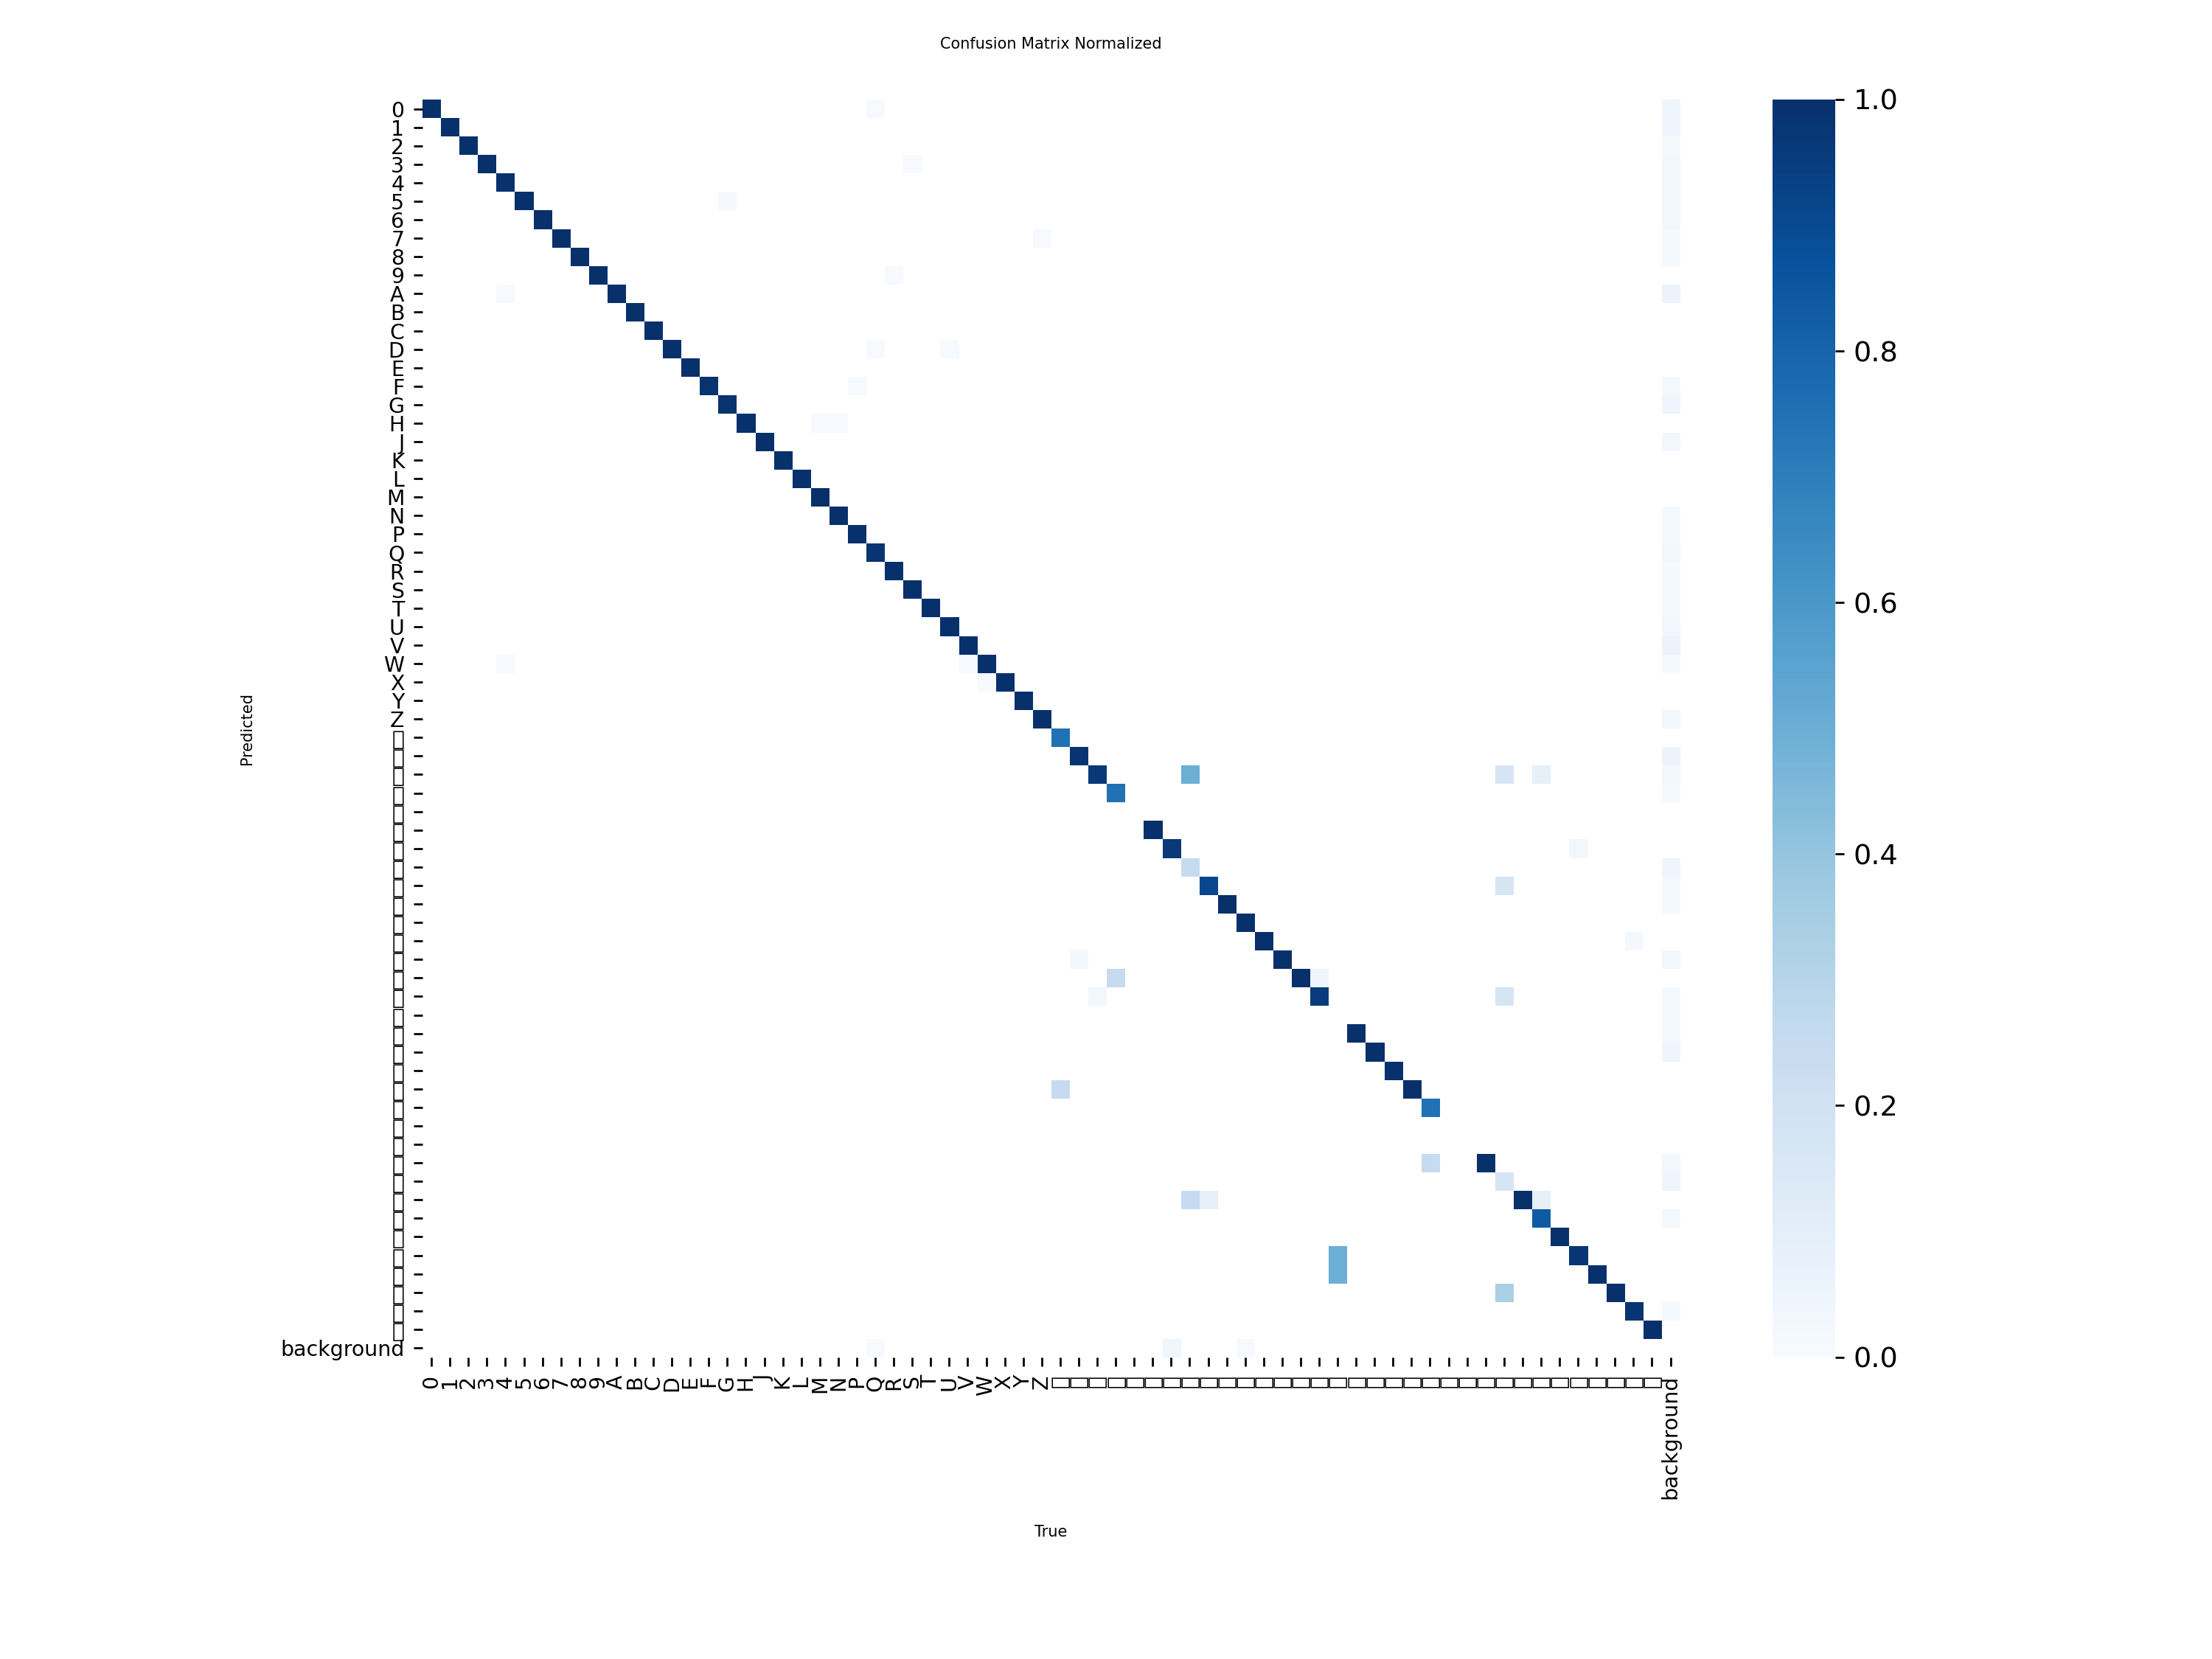 Confusion Matrix Normalized
0
1
2
3
4
5
6
7
8
9
A
B
C
D
E
F
G
H
J
K
L
M
N
P
Q
R
S
T
U
V
W
X
Y
Z
background
Predicted
0 1 2 3 4 5 6 7 8 9 A B C D E F G H J K L M N P Q R S T U V W X Y Z background
True
1.0
0.8
0.6
0.4
0.2
0.0